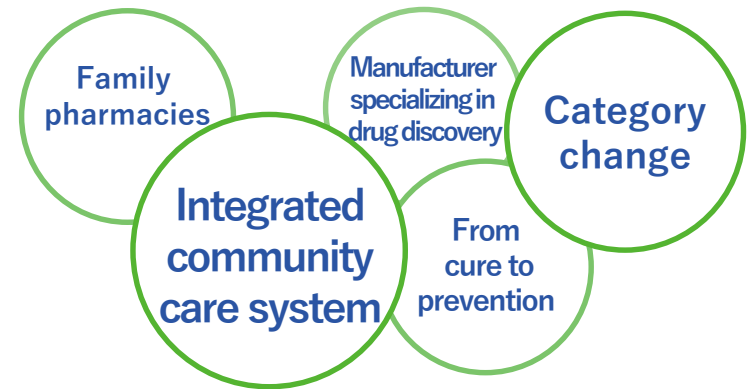 Family
pharmacies
Manufacturer
specializing in
drug discovery
Category
change
Integrated
community
care system
From
cure to
prevention